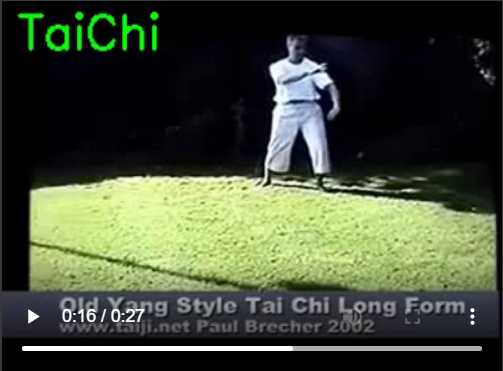 TaiChi
Old Yang Style Tai Chi Long Form
www.taiji.net Paul Brecher 2002
0:16 / 0:27